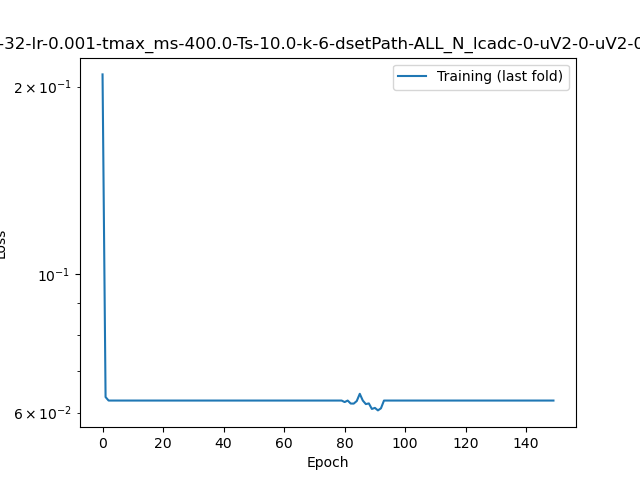 -32-lr-0.001-tmax_ms-400.0-Ts-10.0-k-6-dsetPath-ALL_N_lcadc-0-uV2-0-uV2-0
Training (last fold)
2 × 10⁻¹
10⁻¹
6 × 10⁻²
Loss
0 20 40 60 80 100 120 140
Epoch